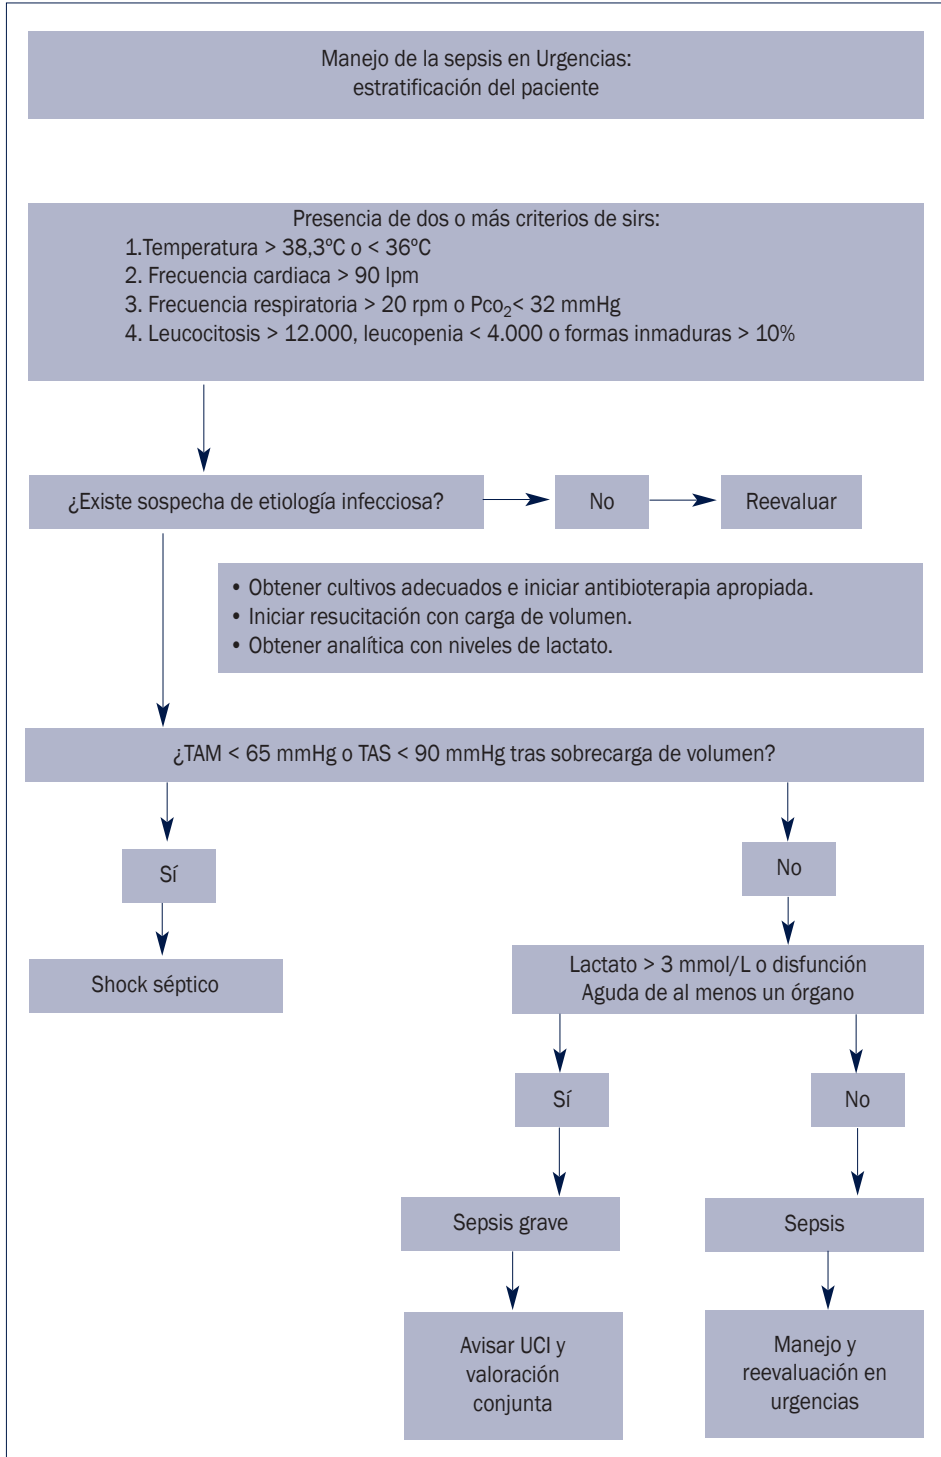 Manejo de la sepsis en Urgencias:
estratificación del paciente
Presencia de dos o más criterios de sirs:
1.Temperatura > 38,3ºC o < 36ºC
2. Frecuencia cardiaca > 90 lpm
3. Frecuencia respiratoria > 20 rpm o Pco₂< 32 mmHg
4. Leucocitosis > 12.000, leucopenia < 4.000 o formas inmaduras > 10%
¿Existe sospecha de etiología infecciosa?
No
Reevaluar
• Obtener cultivos adecuados e iniciar antibioterapia apropiada.
• Iniciar resucitación con carga de volumen.
• Obtener analítica con niveles de lactato.
¿TAM < 65 mmHg o TAS < 90 mmHg tras sobrecarga de volumen?
Sí
No
Shock séptico
Lactato > 3 mmol/L o disfunción
Aguda de al menos un órgano
Sí
No
Sepsis grave
Sepsis
Avisar UCI y
valoración
conjunta
Manejo y
reevaluación en
urgencias